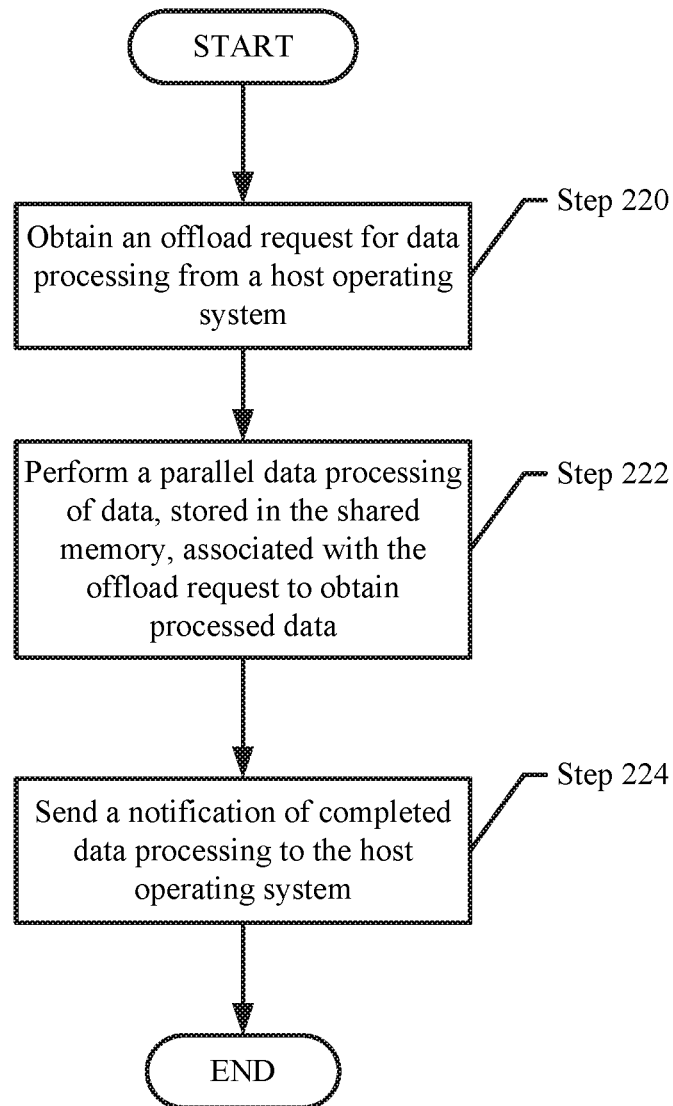 START
Step 220
Obtain an offload request for data
processing from a host operating
system
Step 222
Perform a parallel data processing
of data, stored in the shared
memory, associated with the
offload request to obtain
processed data
Step 224
Send a notification of completed
data processing to the host
operating system
END